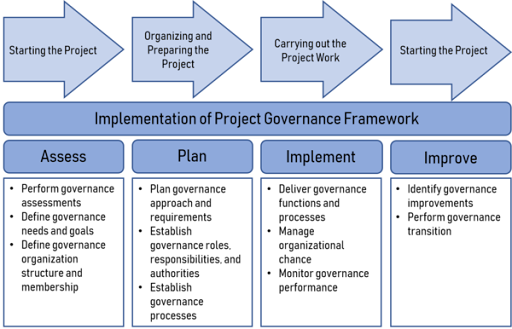 Starting the Project
Organizing and
Preparing the
Project
Carrying out the
Project Work
Starting the Project
Implementation of Project Governance Framework
Assess
Plan
Implement
Improve
• Perform governance
assessments
• Define governance
needs and goals
• Define governance
organization
structure and
membership
• Plan governance
approach and
requirements
• Establish
governance roles,
responsibilities, and
authorities
• Establish
governance
processes
• Deliver governance
functions and
processes
• Manage
organizational
chance
• Monitor governance
performance
• Identify governance
improvements
• Perform governance
transition